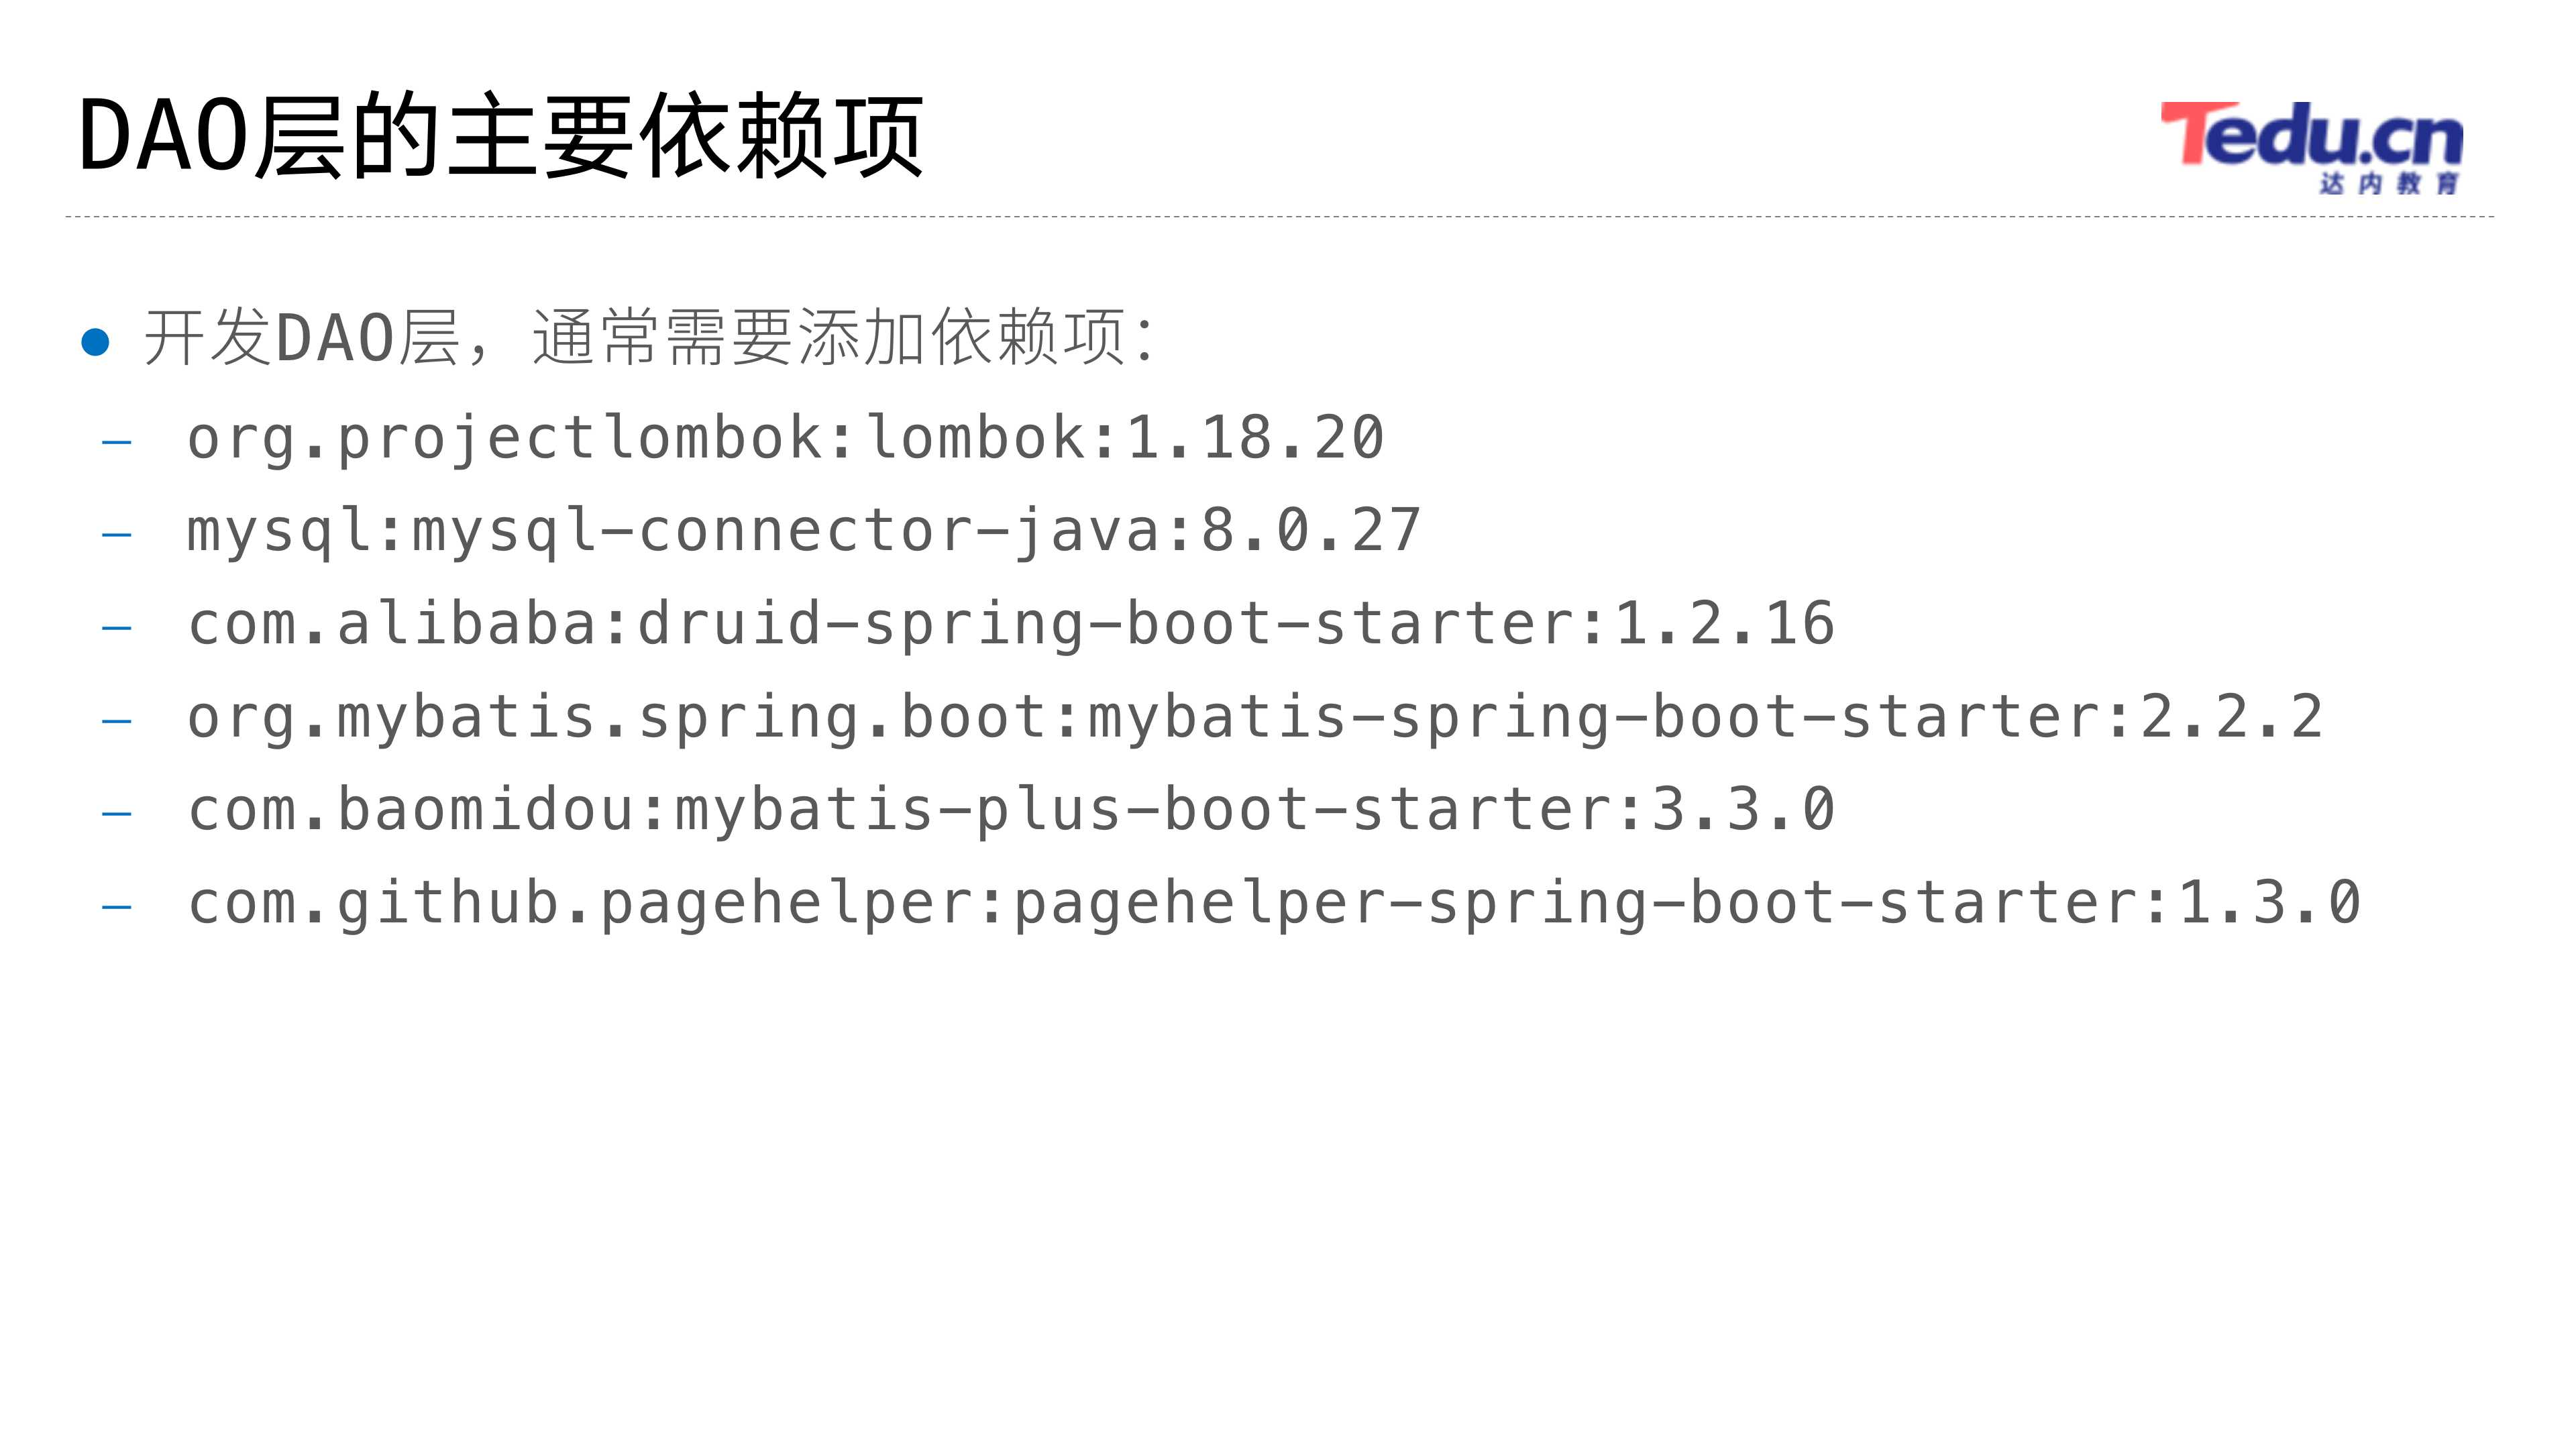 DAO层的主要依赖项
Tedu.cn
达内教育
● 开发DAO层，通常需要添加依赖项：
– org.projectlombok:lombok:1.18.20
– mysql:mysql-connector-java:8.0.27
– com.alibaba:druid-spring-boot-starter:1.2.16
– org.mybatis.spring.boot:mybatis-spring-boot-starter:2.2.2
– com.baomidou:mybatis-plus-boot-starter:3.3.0
– com.github.pagehelper:pagehelper-spring-boot-starter:1.3.0